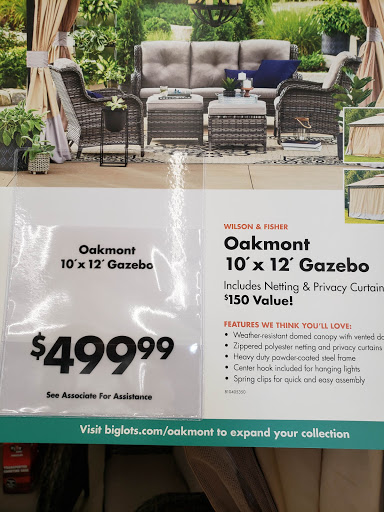 Oakmont
10´x 12´ Gazebo
$499⁹⁹
See Associate For Assistance
WILSON & FISHER
Oakmont
10´x 12´ Gazebo
Includes Netting & Privacy Curtain
$150 Value!
FEATURES WE THINK YOU'LL LOVE:
• Weather-resistant domed canopy with vented do
• Zippered polyester netting and privacy curtains
• Heavy duty powder-coated steel frame
• Center hook included for hanging lights
• Spring clips for quick and easy assembly
Visit biglots.com/oakmont to expand your collection